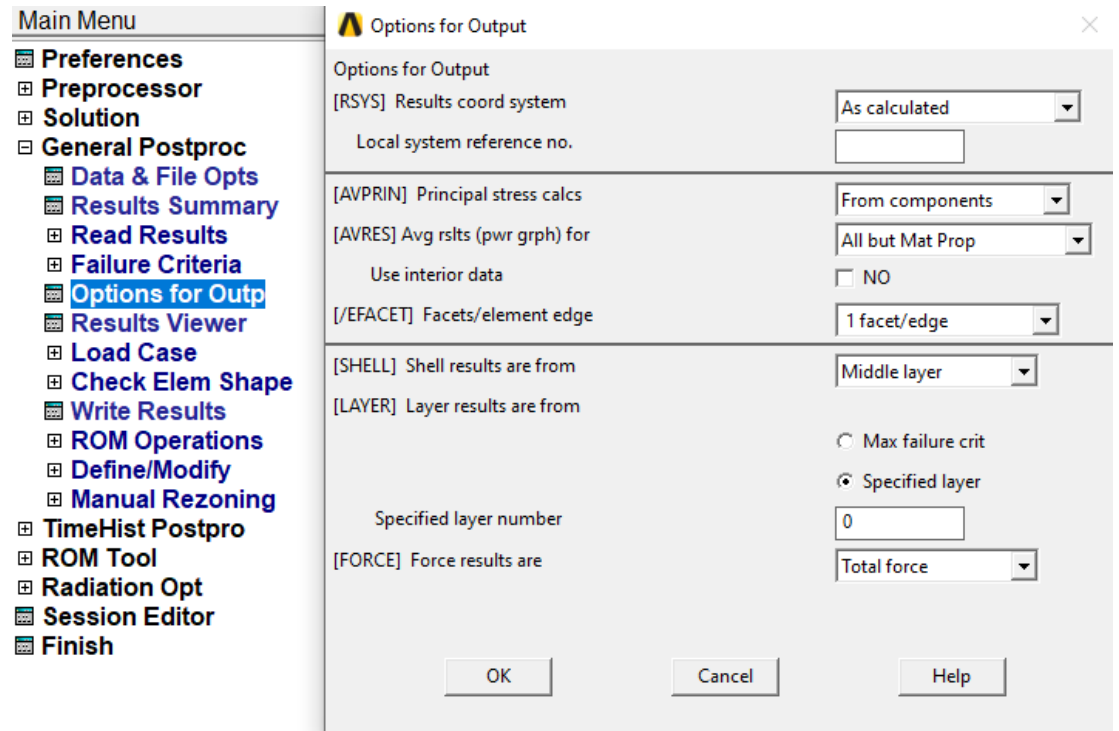 Main Menu
Preferences
Preprocessor
Solution
General Postproc
Data & File Opts
Results Summary
Read Results
Failure Criteria
Options for Outp
Results Viewer
Load Case
Check Elem Shape
Write Results
ROM Operations
Define/Modify
Manual Rezoning
TimeHist Postpro
ROM Tool
Radiation Opt
Session Editor
Finish
Options for Output
Options for Output
[RSYS] Results coord system As calculated
Local system reference no.
[AVPRIN] Principal stress calcs From components
[AVRES] Avg rslts (pwr grph) for All but Mat Prop
Use interior data NO
[/EFACET] Facets/element edge 1 facet/edge
[SHELL] Shell results are from Middle layer
[LAYER] Layer results are from
Max failure crit
Specified layer
Specified layer number 0
[FORCE] Force results are Total force
OK Cancel Help